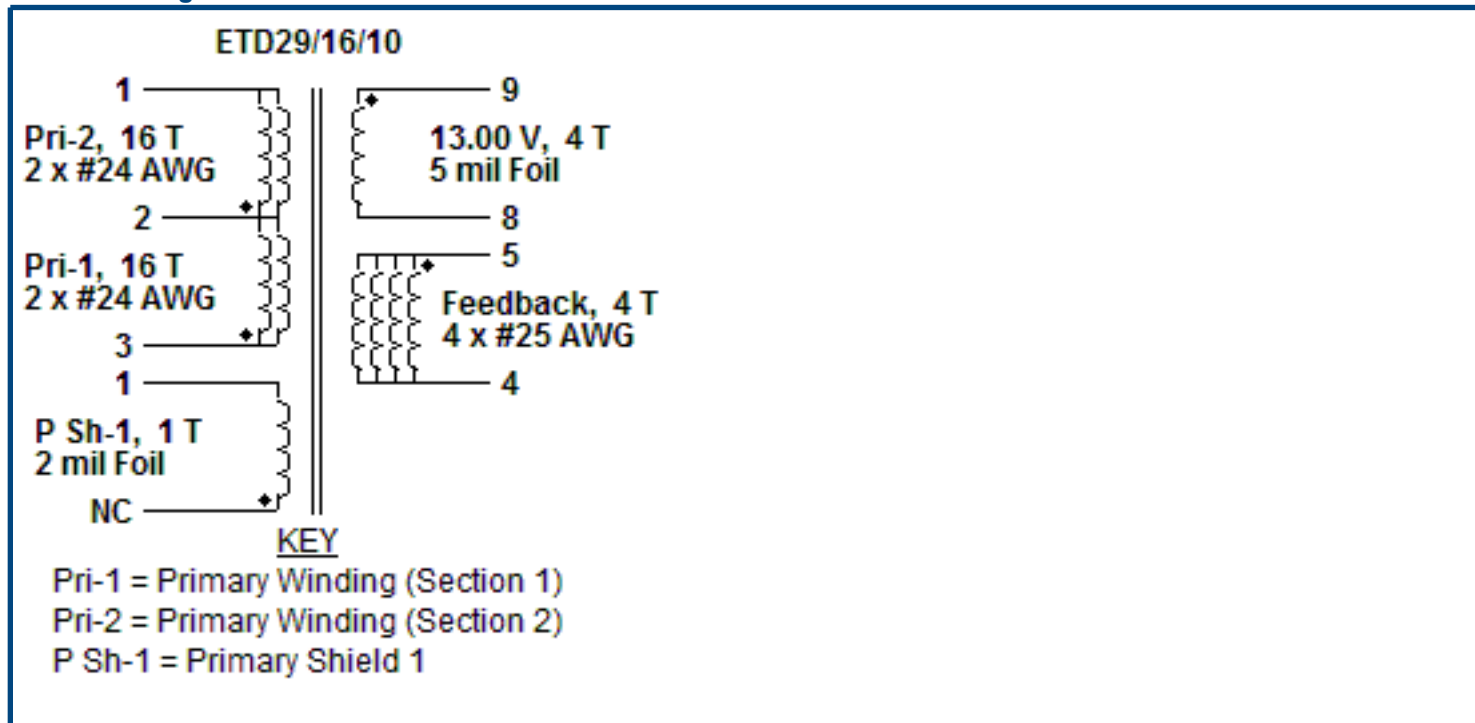 ETD29/16/10
1
Pri-2, 16 T
2 x #24 AWG
2
Pri-1, 16 T
2 x #24 AWG
3
1
P Sh-1, 1 T
2 mil Foil
NC
9
13.00 V, 4 T
5 mil Foil
8
5
Feedback, 4 T
4 x #25 AWG
4
KEY
Pri-1 = Primary Winding (Section 1)
Pri-2 = Primary Winding (Section 2)
P Sh-1 = Primary Shield 1